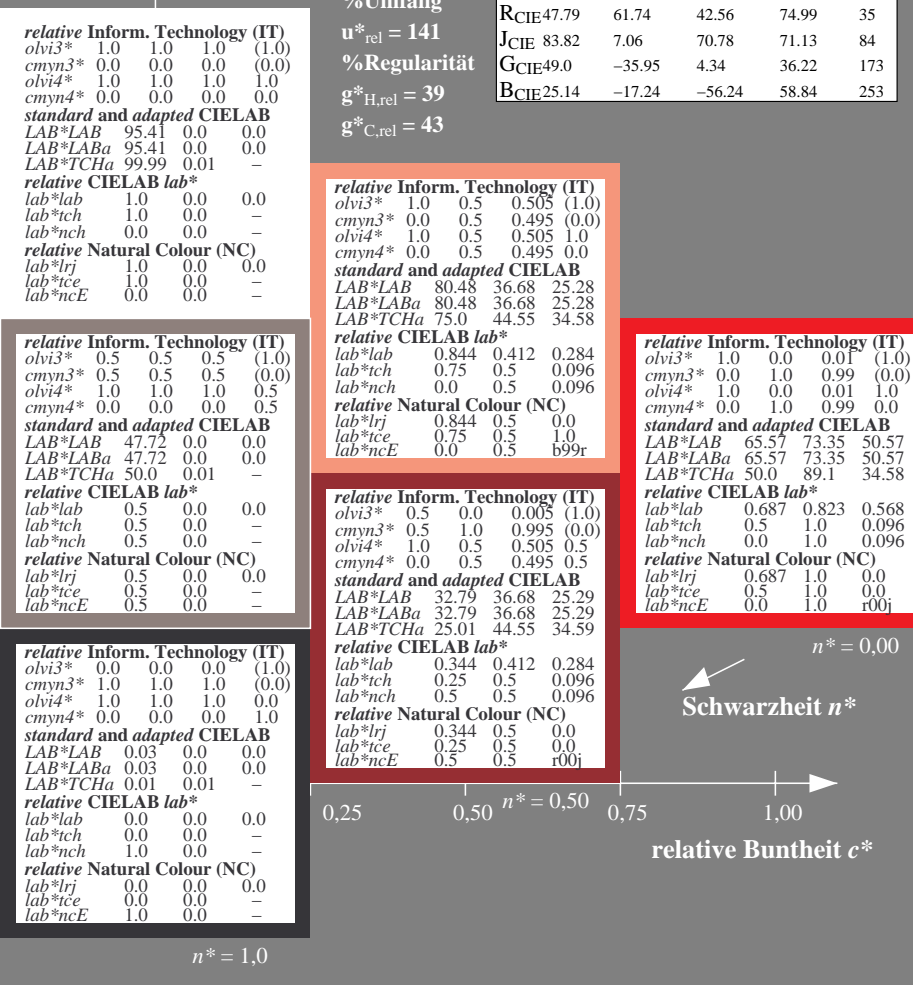 %Umfang
u*rel = 141
%Regularität
g*H,rel = 39
g*C,rel = 43
RCIE 47.79 61.74 42.56 74.99 35
JCIE 83.82 7.06 70.78 71.13 84
GCIE 49.0 −35.95 4.34 36.22 173
BCIE 25.14 −17.24 −56.24 58.84 253
relative Inform. Technology (IT)
olvi3* 1.0 1.0 1.0 (1.0)
cmyn3* 0.0 0.0 0.0 (0.0)
olvi4* 1.0 1.0 1.0 1.0
cmyn4* 0.0 0.0 0.0 0.0
standard and adapted CIELAB
LAB*LAB 95.41 0.0 0.0
LAB*LABa 95.41 0.0 0.0
LAB*TCHa 99.99 0.01 –
relative CIELAB lab*
lab*lab 1.0 0.0 0.0
lab*tch 1.0 0.0 –
lab*nch 0.0 0.0 –
relative Natural Colour (NC)
lab*lrj 1.0 0.0 0.0
lab*tce 1.0 0.0 –
lab*ncE 0.0 0.0 –
relative Inform. Technology (IT)
olvi3* 1.0 0.5 0.505 (1.0)
cmyn3* 0.0 0.5 0.495 (0.0)
olvi4* 1.0 0.5 0.505 1.0
cmyn4* 0.0 0.5 0.495 0.0
standard and adapted CIELAB
LAB*LAB 80.48 36.68 25.28
LAB*LABa 80.48 36.68 25.28
LAB*TCHa 75.0 44.55 34.58
relative CIELAB lab*
lab*lab 0.844 0.412 0.284
lab*tch 0.75 0.5 0.096
lab*nch 0.0 0.5 0.096
relative Natural Colour (NC)
lab*lrj 0.844 0.5 0.0
lab*tce 0.75 0.5 1.0
lab*ncE 0.0 0.5 b99r
relative Inform. Technology (IT)
olvi3* 0.5 0.5 0.5 (1.0)
cmyn3* 0.5 0.5 0.5 (0.0)
olvi4* 1.0 1.0 1.0 0.5
cmyn4* 0.0 0.0 0.0 0.5
standard and adapted CIELAB
LAB*LAB 47.72 0.0 0.0
LAB*LABa 47.72 0.0 0.0
LAB*TCHa 50.0 0.01 –
relative CIELAB lab*
lab*lab 0.5 0.0 0.0
lab*tch 0.5 0.0 –
lab*nch 0.5 0.0 –
relative Natural Colour (NC)
lab*lrj 0.5 0.0 0.0
lab*tce 0.5 0.0 –
lab*ncE 0.5 0.0 –
relative Inform. Technology (IT)
olvi3* 1.0 0.0 0.01 (1.0)
cmyn3* 0.0 1.0 0.99 (0.0)
olvi4* 1.0 0.0 0.01 1.0
cmyn4* 0.0 1.0 0.99 0.0
standard and adapted CIELAB
LAB*LAB 65.57 73.35 50.57
LAB*LABa 65.57 73.35 50.57
LAB*TCHa 50.0 89.1 34.58
relative CIELAB lab*
lab*lab 0.687 0.823 0.568
lab*tch 0.5 1.0 0.096
lab*nch 0.0 1.0 0.096
relative Natural Colour (NC)
lab*lrj 0.687 1.0 0.0
lab*tce 0.5 1.0 0.0
lab*ncE 0.0 1.0 r00j
relative Inform. Technology (IT)
olvi3* 0.5 0.0 0.005 (1.0)
cmyn3* 0.5 1.0 0.995 (0.0)
olvi4* 1.0 0.5 0.505 0.5
cmyn4* 0.0 0.5 0.495 0.5
standard and adapted CIELAB
LAB*LAB 32.79 36.68 25.29
LAB*LABa 32.79 36.68 25.29
LAB*TCHa 25.01 44.55 34.59
relative CIELAB lab*
lab*lab 0.344 0.412 0.284
lab*tch 0.25 0.5 0.096
lab*nch 0.5 0.5 0.096
relative Natural Colour (NC)
lab*lrj 0.344 0.5 0.0
lab*tce 0.25 0.5 0.0
lab*ncE 0.5 0.5 r00j
relative Inform. Technology (IT)
olvi3* 0.0 0.0 0.0 (1.0)
cmyn3* 1.0 1.0 1.0 (0.0)
olvi4* 1.0 1.0 1.0 0.0
cmyn4* 0.0 0.0 0.0 1.0
standard and adapted CIELAB
LAB*LAB 0.03 0.0 0.0
LAB*LABa 0.03 0.0 0.0
LAB*TCHa 0.01 0.01 –
relative CIELAB lab*
lab*lab 0.0 0.0 0.0
lab*tch 0.0 0.0 –
lab*nch 1.0 0.0 –
relative Natural Colour (NC)
lab*lrj 0.0 0.0 0.0
lab*tce 0.0 0.0 –
lab*ncE 1.0 0.0 –
n* = 0,00
Schwarzheit n*
0,25 0,50 n* = 0,50 0,75 1,00
relative Buntheit c*
n* = 1,0